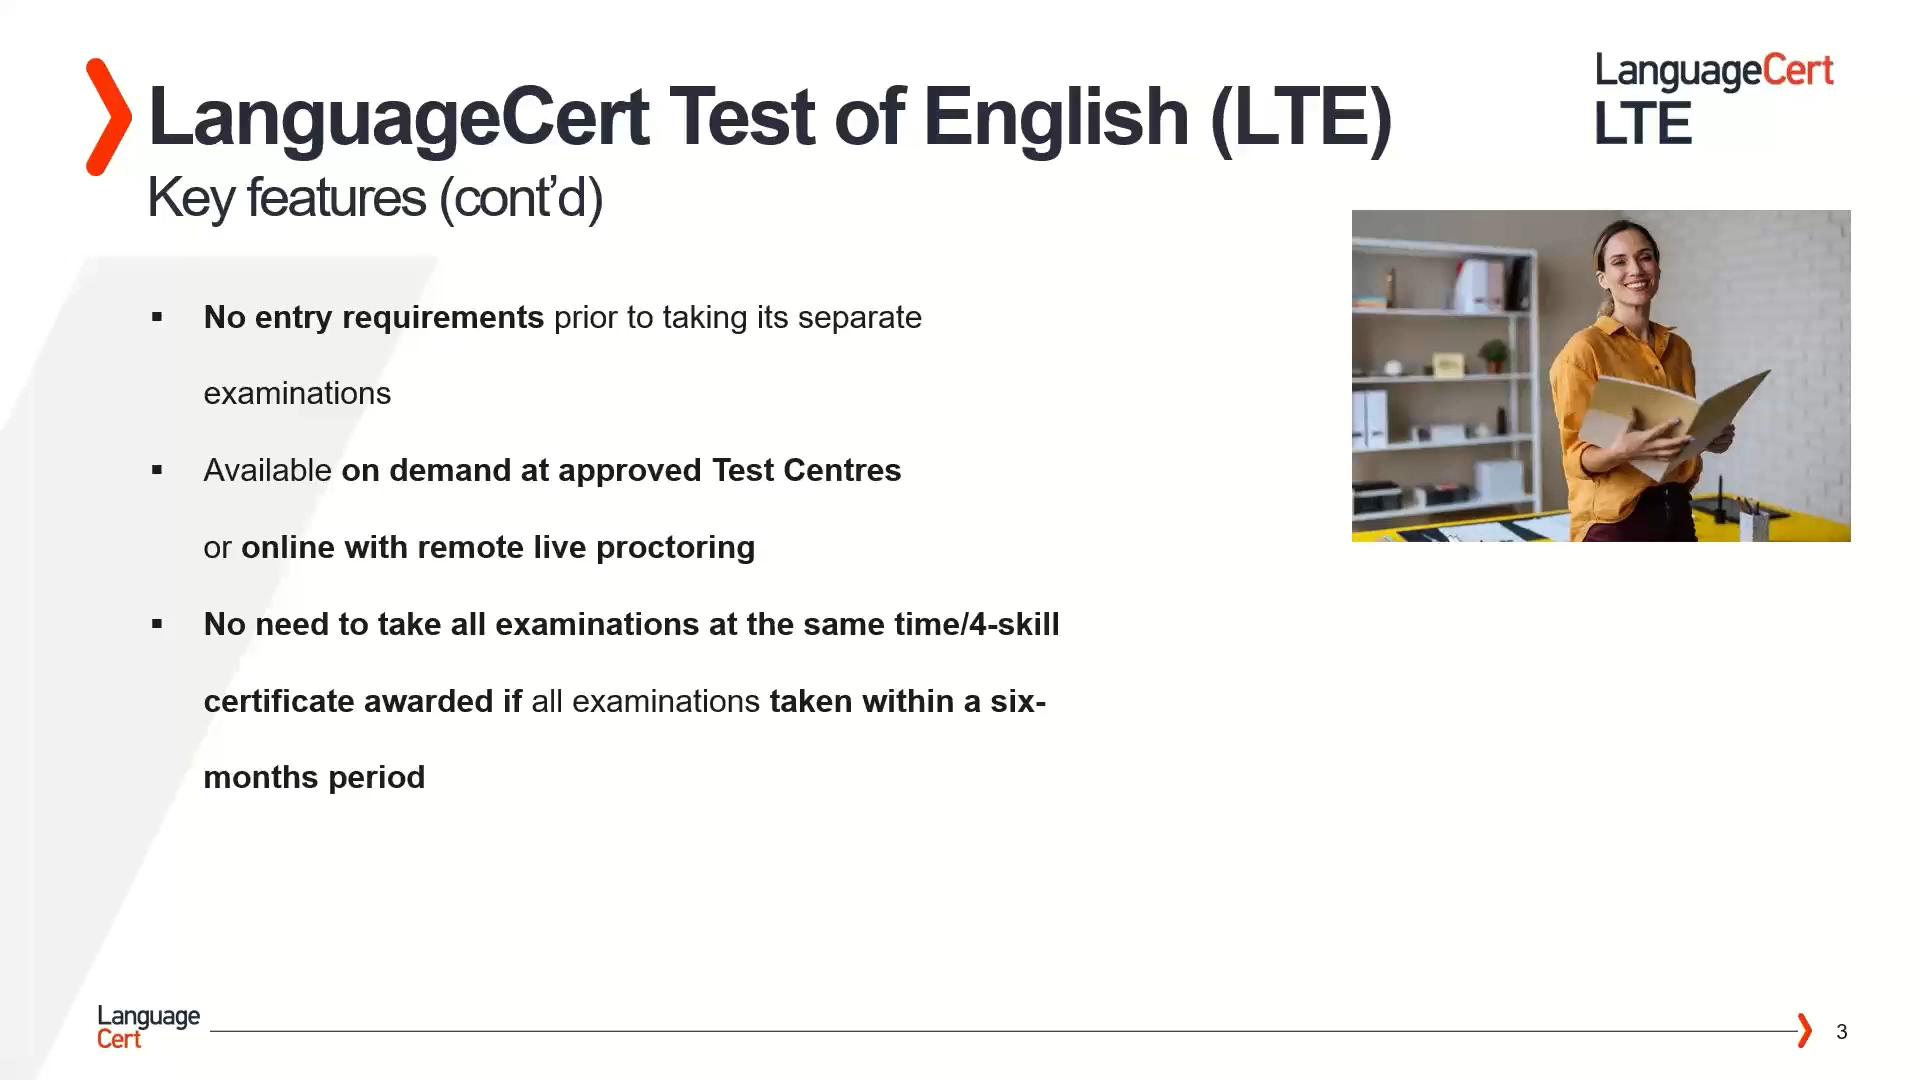 LanguageCert Test of English (LTE)
LanguageCert
LTE
Key features (cont’d)
▪ No entry requirements prior to taking its separate
examinations
▪ Available on demand at approved Test Centres
or online with remote live proctoring
▪ No need to take all examinations at the same time/4-skill
certificate awarded if all examinations taken within a six-
months period
Language
Cert
3